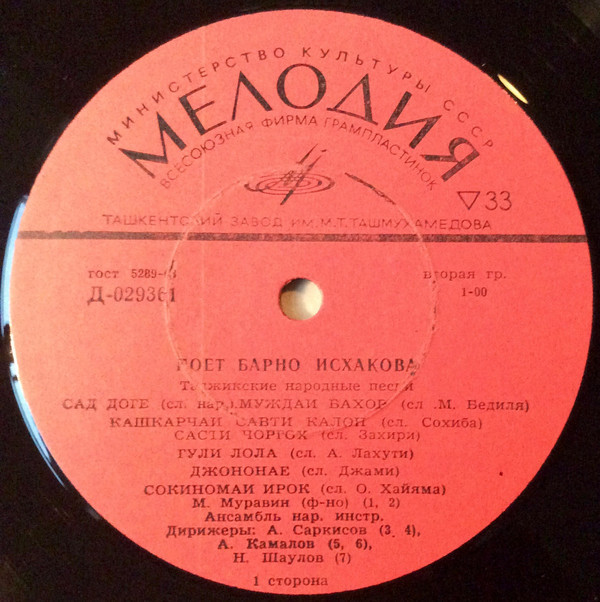 МИНИСТЕРСТВО КУЛЬТУРЫ СССР
МЕЛОДИЯ
ВСЕСОЮЗНАЯ ФИРМА ГРАМПЛАСТИНОК
33
ТАШКЕНТСКИЙ ЗАВОД ИМ. М.Т. ТАШМУХАМЕДОВА
гост 5289-68 вторая гр.
Д-029361 1-00
ПОЕТ БАРНО ИСХАКОВА
Таджикские народные песни
САД ДОГЕ (сл. нар.) МУЖДАИ БАХОР (сл .М. Бедиля)
КАШКАРЧАИ САВТИ КАЛОН (сл. Сохиба)
САСТИ ЧОРГОХ (сл. Захири)
ГУЛИ ЛОЛА (сл. А. Лахути)
ДЖОНОНАЕ (сл. Джами)
СОКИНОМАИ ИРОК (сл. О. Хайяма)
М. Муравин (ф-но) (1, 2)
Ансамбль нар. инстр.
Дирижеры: А. Саркисов (3, 4),
А. Камалов (5, 6),
Н. Шаулов (7)
1 сторона